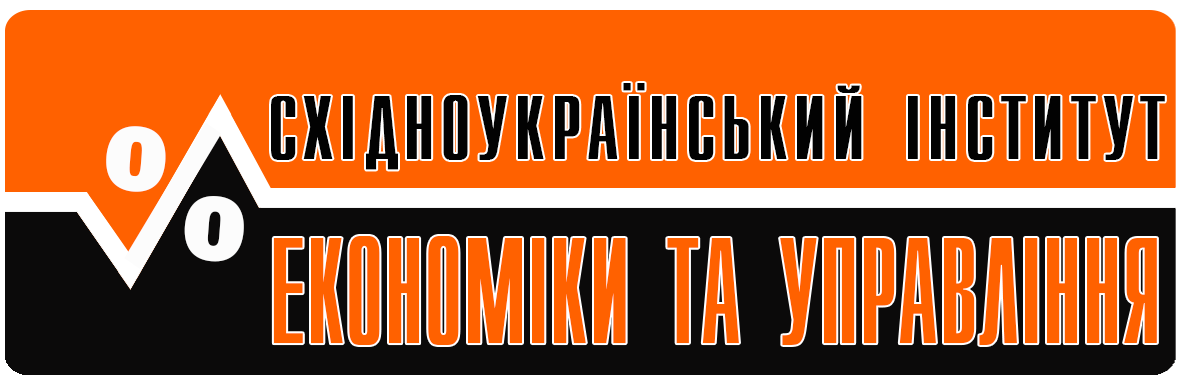 СХІДНОУКРАЇНСЬКИЙ ІНСТИТУТ
ЕКОНОМІКИ ТА УПРАВЛІННЯ